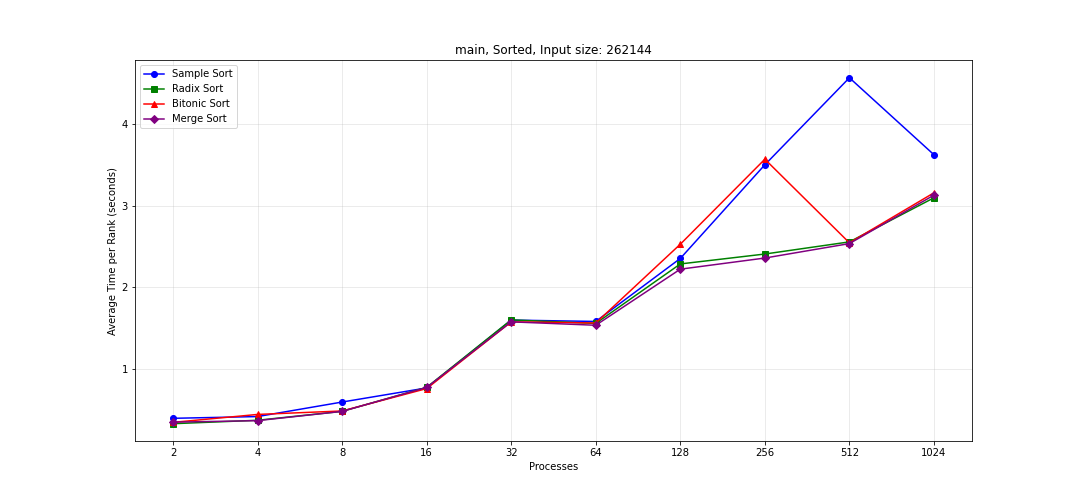 main, Sorted, Input size: 262144
Sample Sort
Radix Sort
Bitonic Sort
Merge Sort
Average Time per Rank (seconds)
4
3
2
1
2 4 8 16 32 64 128 256 512 1024
Processes